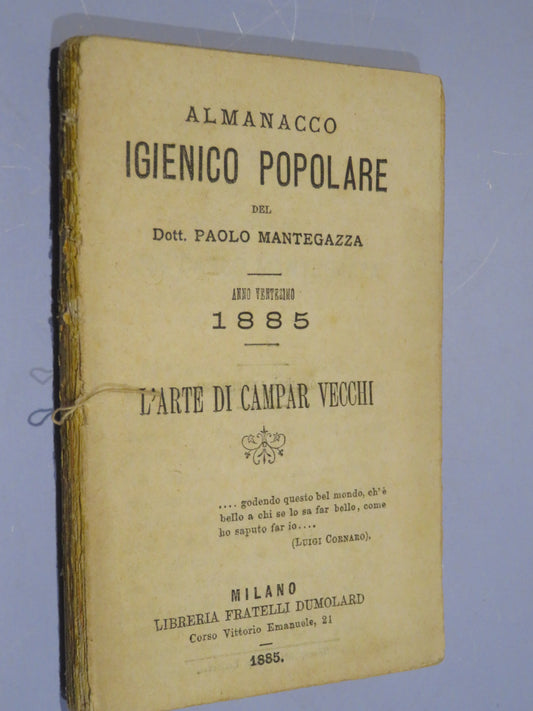 ALMANACCO
IGIENICO POPOLARE
DEL
Dott. PAOLO MANTEGAZZA
ANNO VENTESIMO
1885
L'ARTE DI CAMPAR VECCHI
.... godendo questo bel mondo, ch'è
bello a chi se lo sa far bello, come
ho saputo far io....
(LUIGI CORNARO).
MILANO
LIBRERIA FRATELLI DUMOLARD
Corso Vittorio Emanuele, 21
1885.